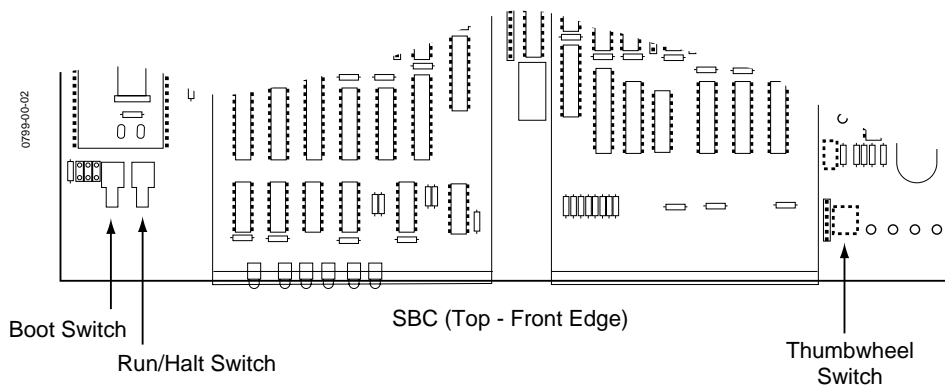 0799-00-02
SBC (Top - Front Edge)
Boot Switch
Run/Halt Switch
Thumbwheel
Switch